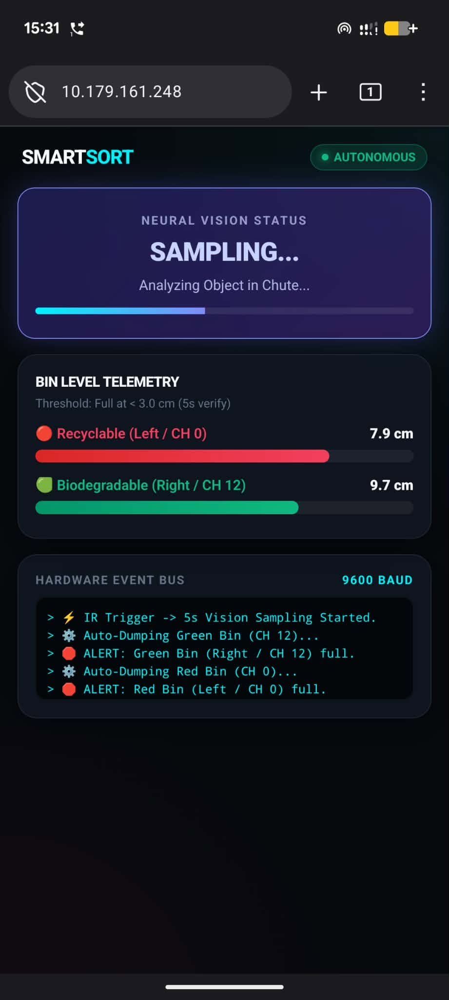 15:31
1
10.179.161.248
1
SMARTSORT
AUTONOMOUS
NEURAL VISION STATUS
SAMPLING...
Analyzing Object in Chute...
BIN LEVEL TELEMETRY
Threshold: Full at < 3.0 cm (5s verify)
Recyclable (Left / CH 0) 7.9 cm
Biodegradable (Right / CH 12) 9.7 cm
HARDWARE EVENT BUS 9600 BAUD
> ⚡ IR Trigger -> 5s Vision Sampling Started.
> ⚙️ Auto-Dumping Green Bin (CH 12)...
> 🛑 ALERT: Green Bin (Right / CH 12) full.
> ⚙️ Auto-Dumping Red Bin (CH 0)...
> 🛑 ALERT: Red Bin (Left / CH 0) full.